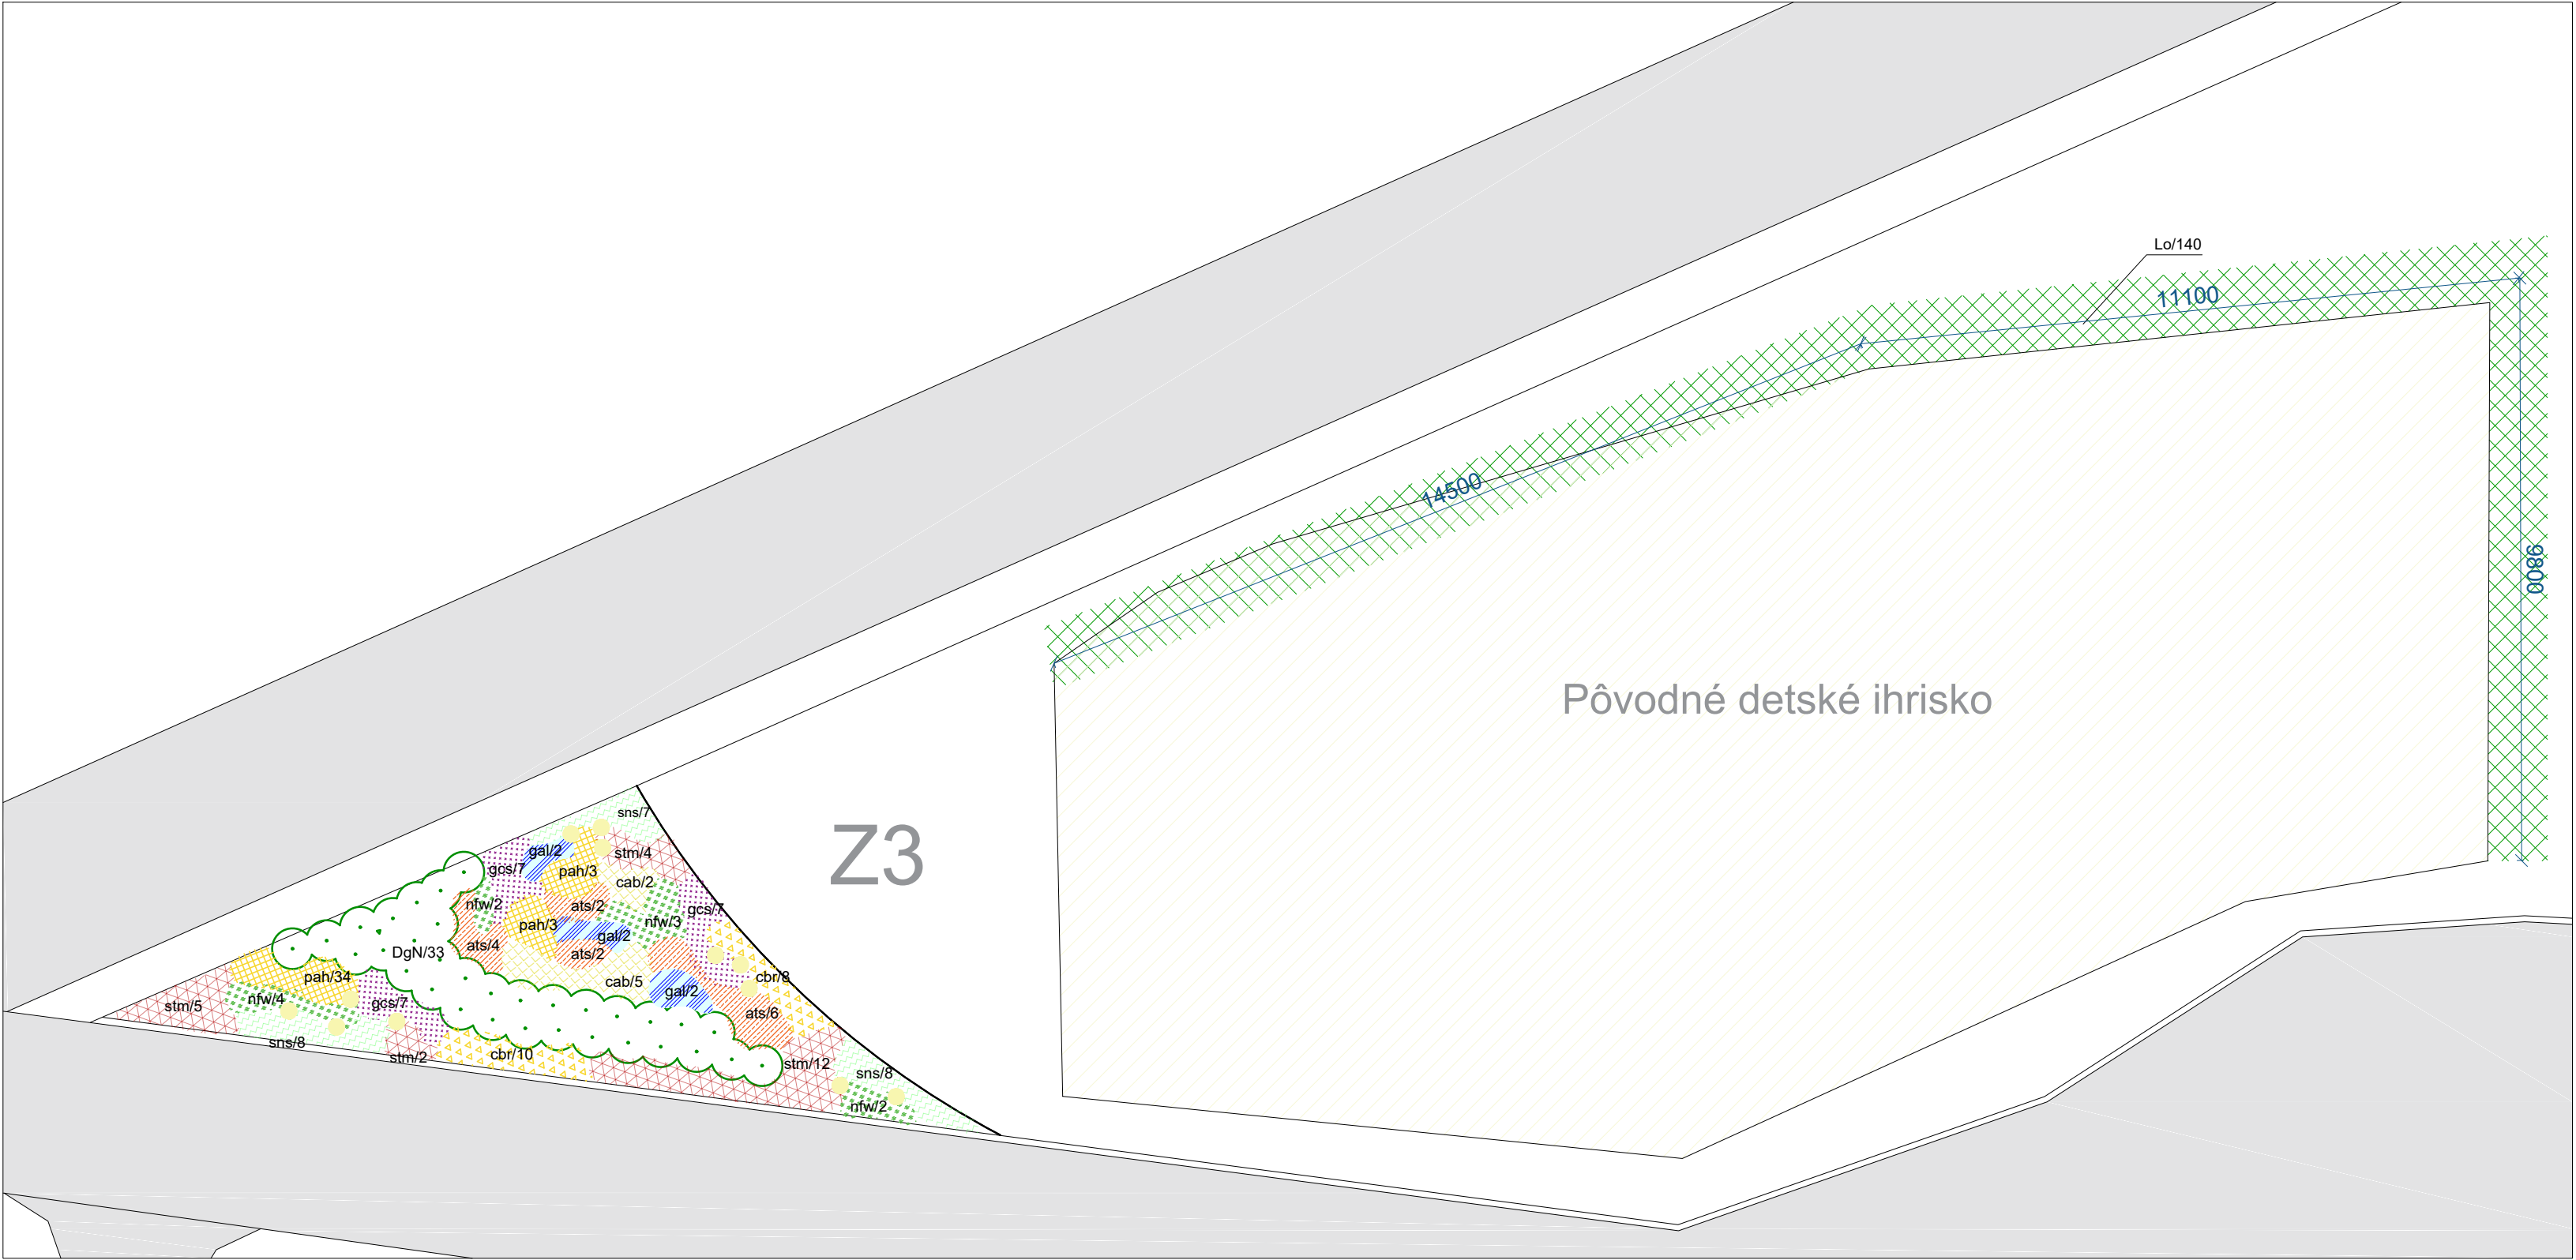 Lo/140
11100
14500
9800
Pôvodné detské ihrisko
Z3
sns/7
gal/2
stm/4
gcs/7
pah/3
cab/2
nfw/2
ats/2
gcs/7
pah/3
nfw/3
gal/2
ats/4
DgN/33
ats/2
pah/34
cab/5
cbr/8
gal/2
nfw/4
gcs/7
stm/5
ats/6
sns/8
stm/2
cbr/10
stm/12
sns/8
nfw/2